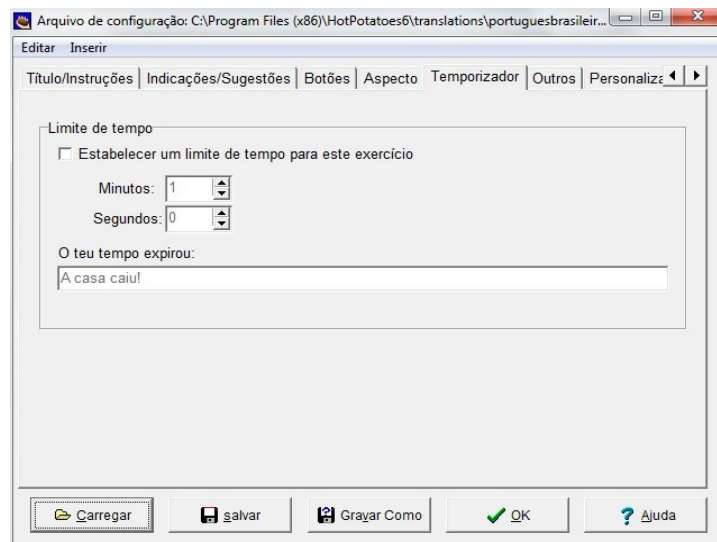 Arquivo de configuração: C:\Program Files (x86)\HotPotatoes6\translations\portuguesbrasileir...
Editar Inserir
Título/Instruções Indicações/Sugestões Botões Aspecto Temporizador Outros Personaliza
Limite de tempo
Estabelecer um limite de tempo para este exercício
Minutos: 1
Segundos: 0
O teu tempo expirou:
A casa caiu!
Carregar salvar Gravar Como OK Ajuda